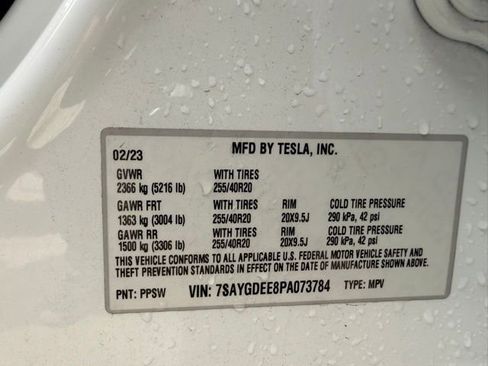 02/23 MFD BY TESLA, INC.
GVWR WITH TIRES
2366 kg (5216 lb) 255/40R20
GAWR FRT WITH TIRES RIM COLD TIRE PRESSURE
1363 kg (3004 lb) 255/40R20 20X9.5J 290 kPa, 42 psi
GAWR RR WITH TIRES RIM COLD TIRE PRESSURE
1500 kg (3306 lb) 255/40R20 20X9.5J 290 kPa, 42 psi
THIS VEHICLE CONFORMS TO ALL APPLICABLE U.S. FEDERAL MOTOR VEHICLE SAFETY AND
THEFT PREVENTION STANDARDS IN EFFECT ON THE DATE OF MANUFACTURE SHOWN ABOVE.
PNT: PPSW VIN: 7SAYGDEE8PA073784 TYPE: MPV